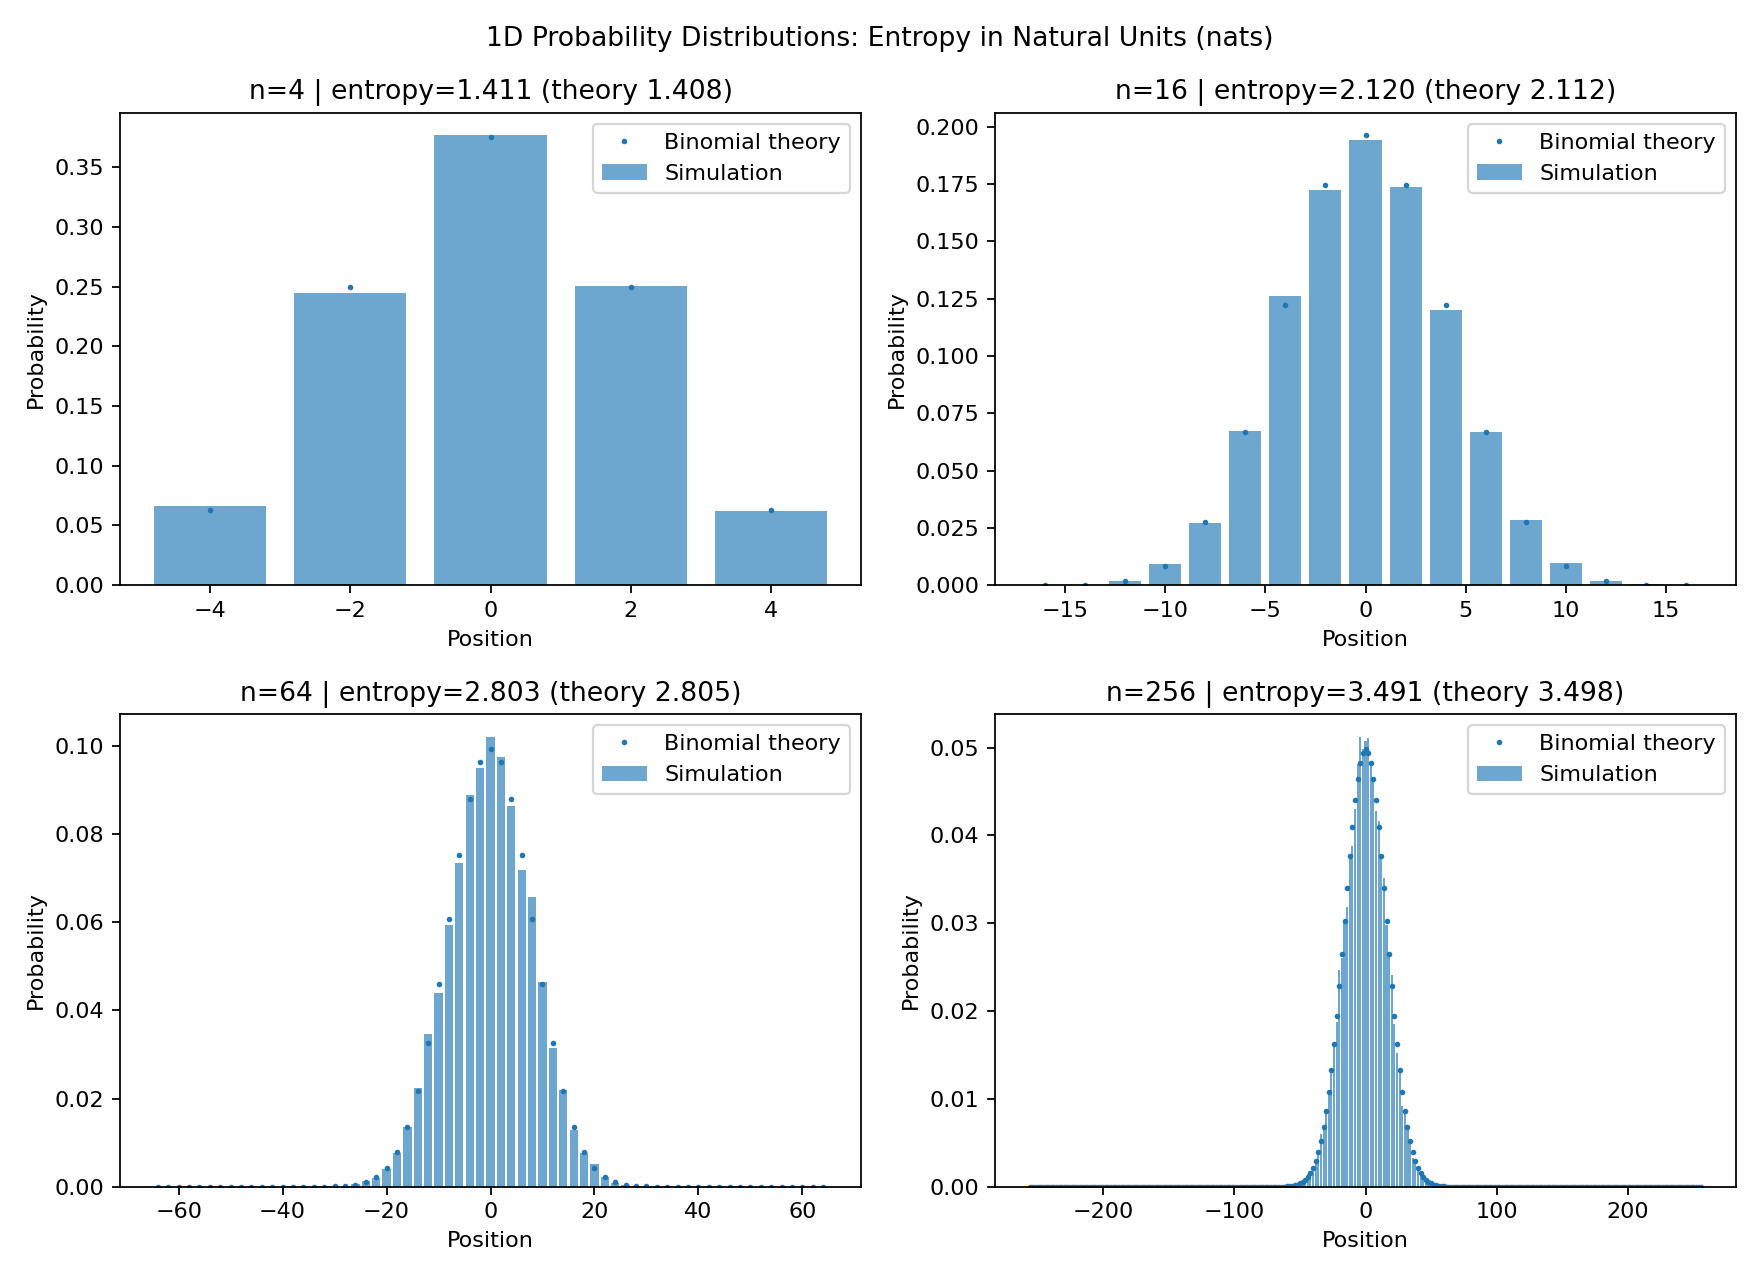 1D Probability Distributions: Entropy in Natural Units (nats)
n=4 | entropy=1.411 (theory 1.408)
Binomial theory
Simulation
Probability
0.35
0.30
0.25
0.20
0.15
0.10
0.05
0.00
−4
−2
0
2
4
Position
n=16 | entropy=2.120 (theory 2.112)
Binomial theory
Simulation
Probability
0.200
0.175
0.150
0.125
0.100
0.075
0.050
0.025
0.000
−15
−10
−5
0
5
10
15
Position
n=64 | entropy=2.803 (theory 2.805)
Binomial theory
Simulation
Probability
0.10
0.08
0.06
0.04
0.02
0.00
−60
−40
−20
0
20
40
60
Position
n=256 | entropy=3.491 (theory 3.498)
Binomial theory
Simulation
Probability
0.05
0.04
0.03
0.02
0.01
0.00
−200
−100
0
100
200
Position